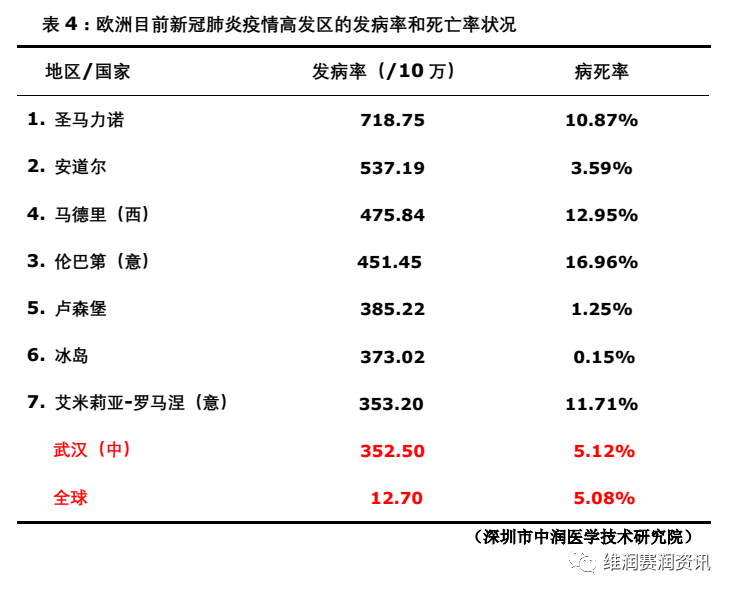 表 4：欧洲目前新冠肺炎疫情高发区的发病率和死亡率状况
地区/国家 发病率（/10 万） 病死率
1. 圣马力诺 718.75 10.87%
2. 安道尔 537.19 3.59%
4. 马德里（西） 475.84 12.95%
3. 伦巴第（意） 451.45 16.96%
5. 卢森堡 385.22 1.25%
6. 冰岛 373.02 0.15%
7. 艾米莉亚-罗马涅（意） 353.20 11.71%
武汉（中） 352.50 5.12%
全球 12.70 5.08%
（深圳市中润医学技术研究院）
维润赛润资讯